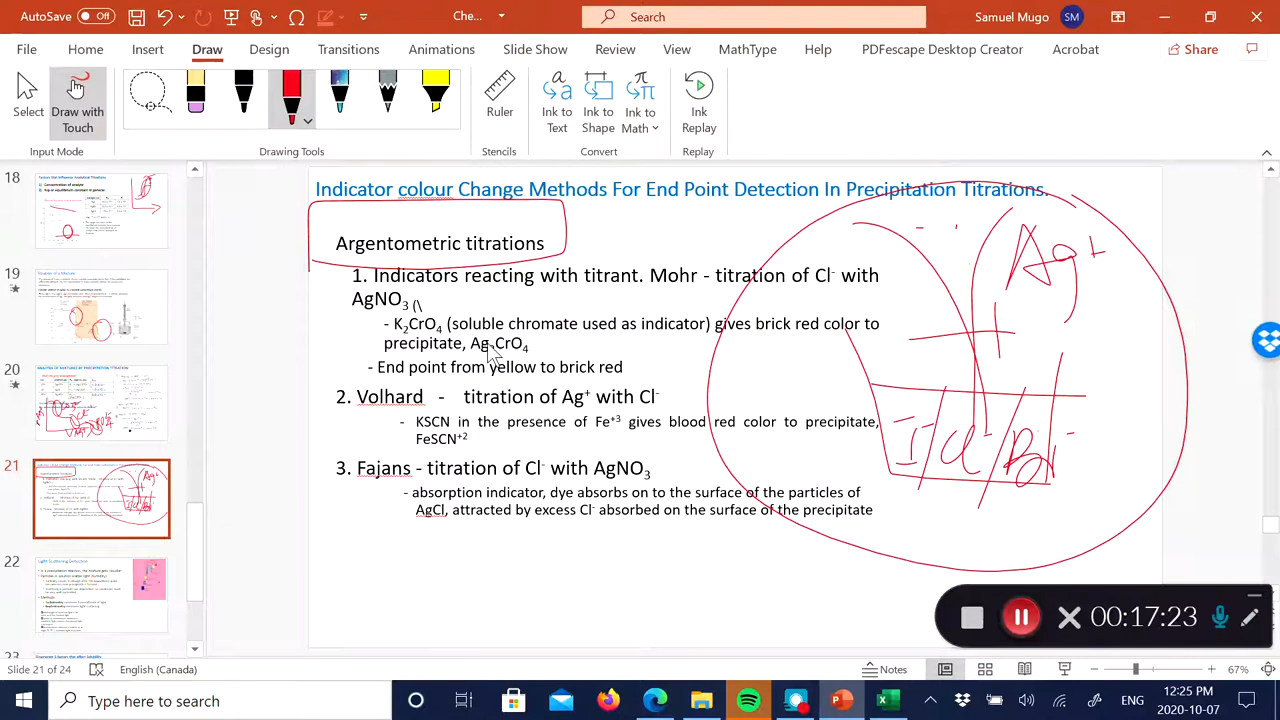 AutoSave Off
Che...
Search
Samuel Mugo SM
File Home Insert Draw Design Transitions Animations Slide Show Review View MathType Help PDFescape Desktop Creator Acrobat Share
Select
Draw with Touch
Ruler
Ink to Text
Ink to Shape
Ink to Math
Ink Replay
Input Mode
Drawing Tools
Stencils
Convert
Replay
18
19
20
21
22
23
Indicator colour Change Methods For End Point Detection In Precipitation Titrations.
Argentometric titrations
1. Indicators reacting with titrant. Mohr - titration of Cl⁻ with
AgNO₃ (\
- K₂CrO₄ (soluble chromate used as indicator) gives brick red color to
precipitate, Ag₂CrO₄
- End point from yellow to brick red
2. Volhard - titration of Ag⁺ with Cl⁻
- KSCN in the presence of Fe⁺³ gives blood red color to precipitate,
FeSCN⁺²
3. Fajans - titration of Cl⁻ with AgNO₃
- adsorption indicator, dye absorbs on to the surface of the particles of
AgCl, attracted by excess Cl⁻ absorbed on the surface of the precipitate
Ag+
00:17:23
Slide 21 of 24
English (Canada)
Notes
67%
Type here to search
ENG
12:25 PM
2020-10-07